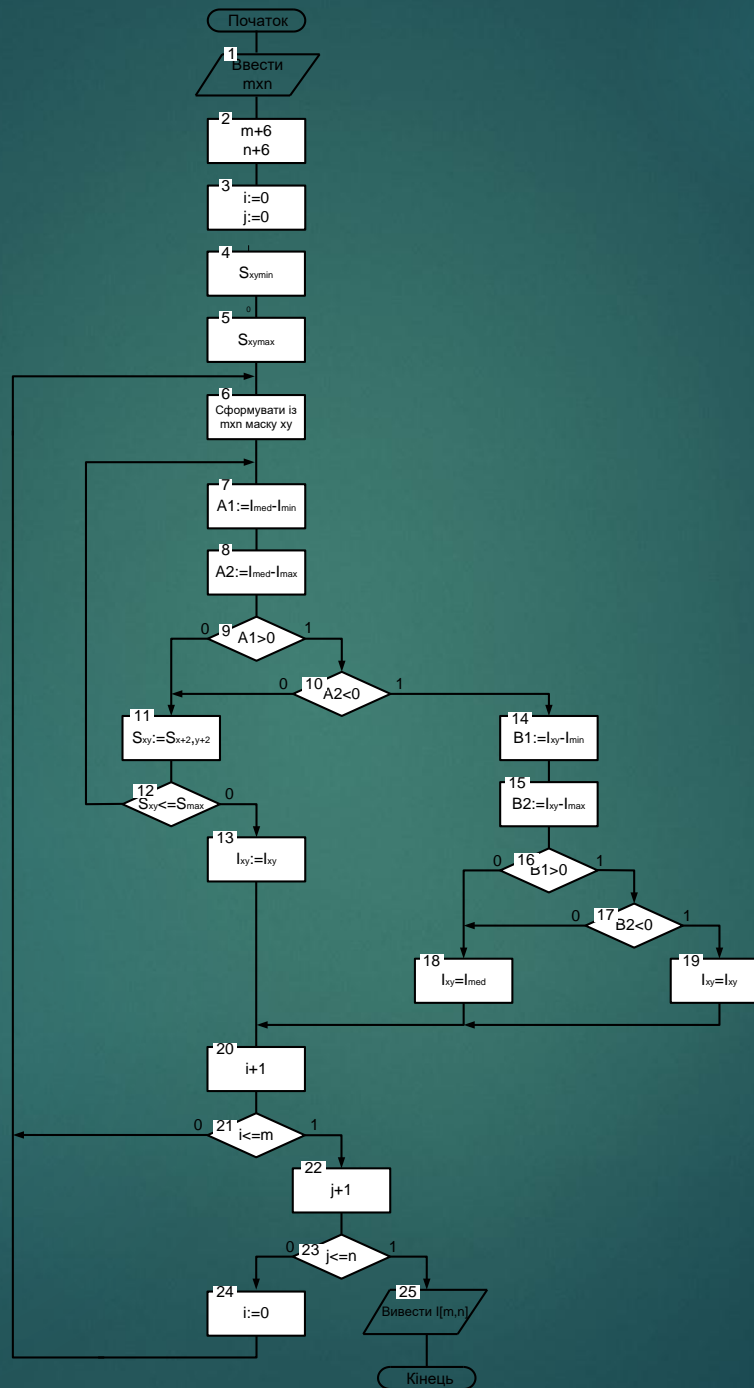 Початок
1
Ввести
mxn
2
m+6
n+6
3
i:=0
j:=0
4
Sxymin
0
5
Sxymax
6
Сформувати із
mxn маску xy
7
A1:=Imed-Imin
8
A2:=Imed-Imax
0
9
A1>0
1
0
10
A2<0
1
11
Sxy:=Sx+2,y+2
14
B1:=Ixy-Imin
12
Sxy<=Smax
0
15
B2:=Ixy-Imax
13
Ixy:=Ixy
0
16
B1>0
1
0
17
B2<0
1
18
Ixy=Imed
19
Ixy=Ixy
20
i+1
0
21
i<=m
1
22
j+1
0
23
j<=n
1
24
i:=0
25
Вивести I[m,n]
Кінець